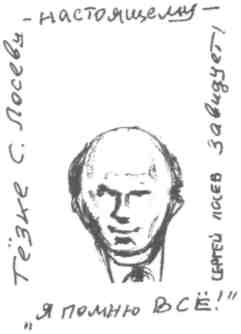 Тёзке С. Лосеву
- настоящему -
завидует!
СЕРГЕЙ ЛОСЕВ
"Я помню ВСЁ!"